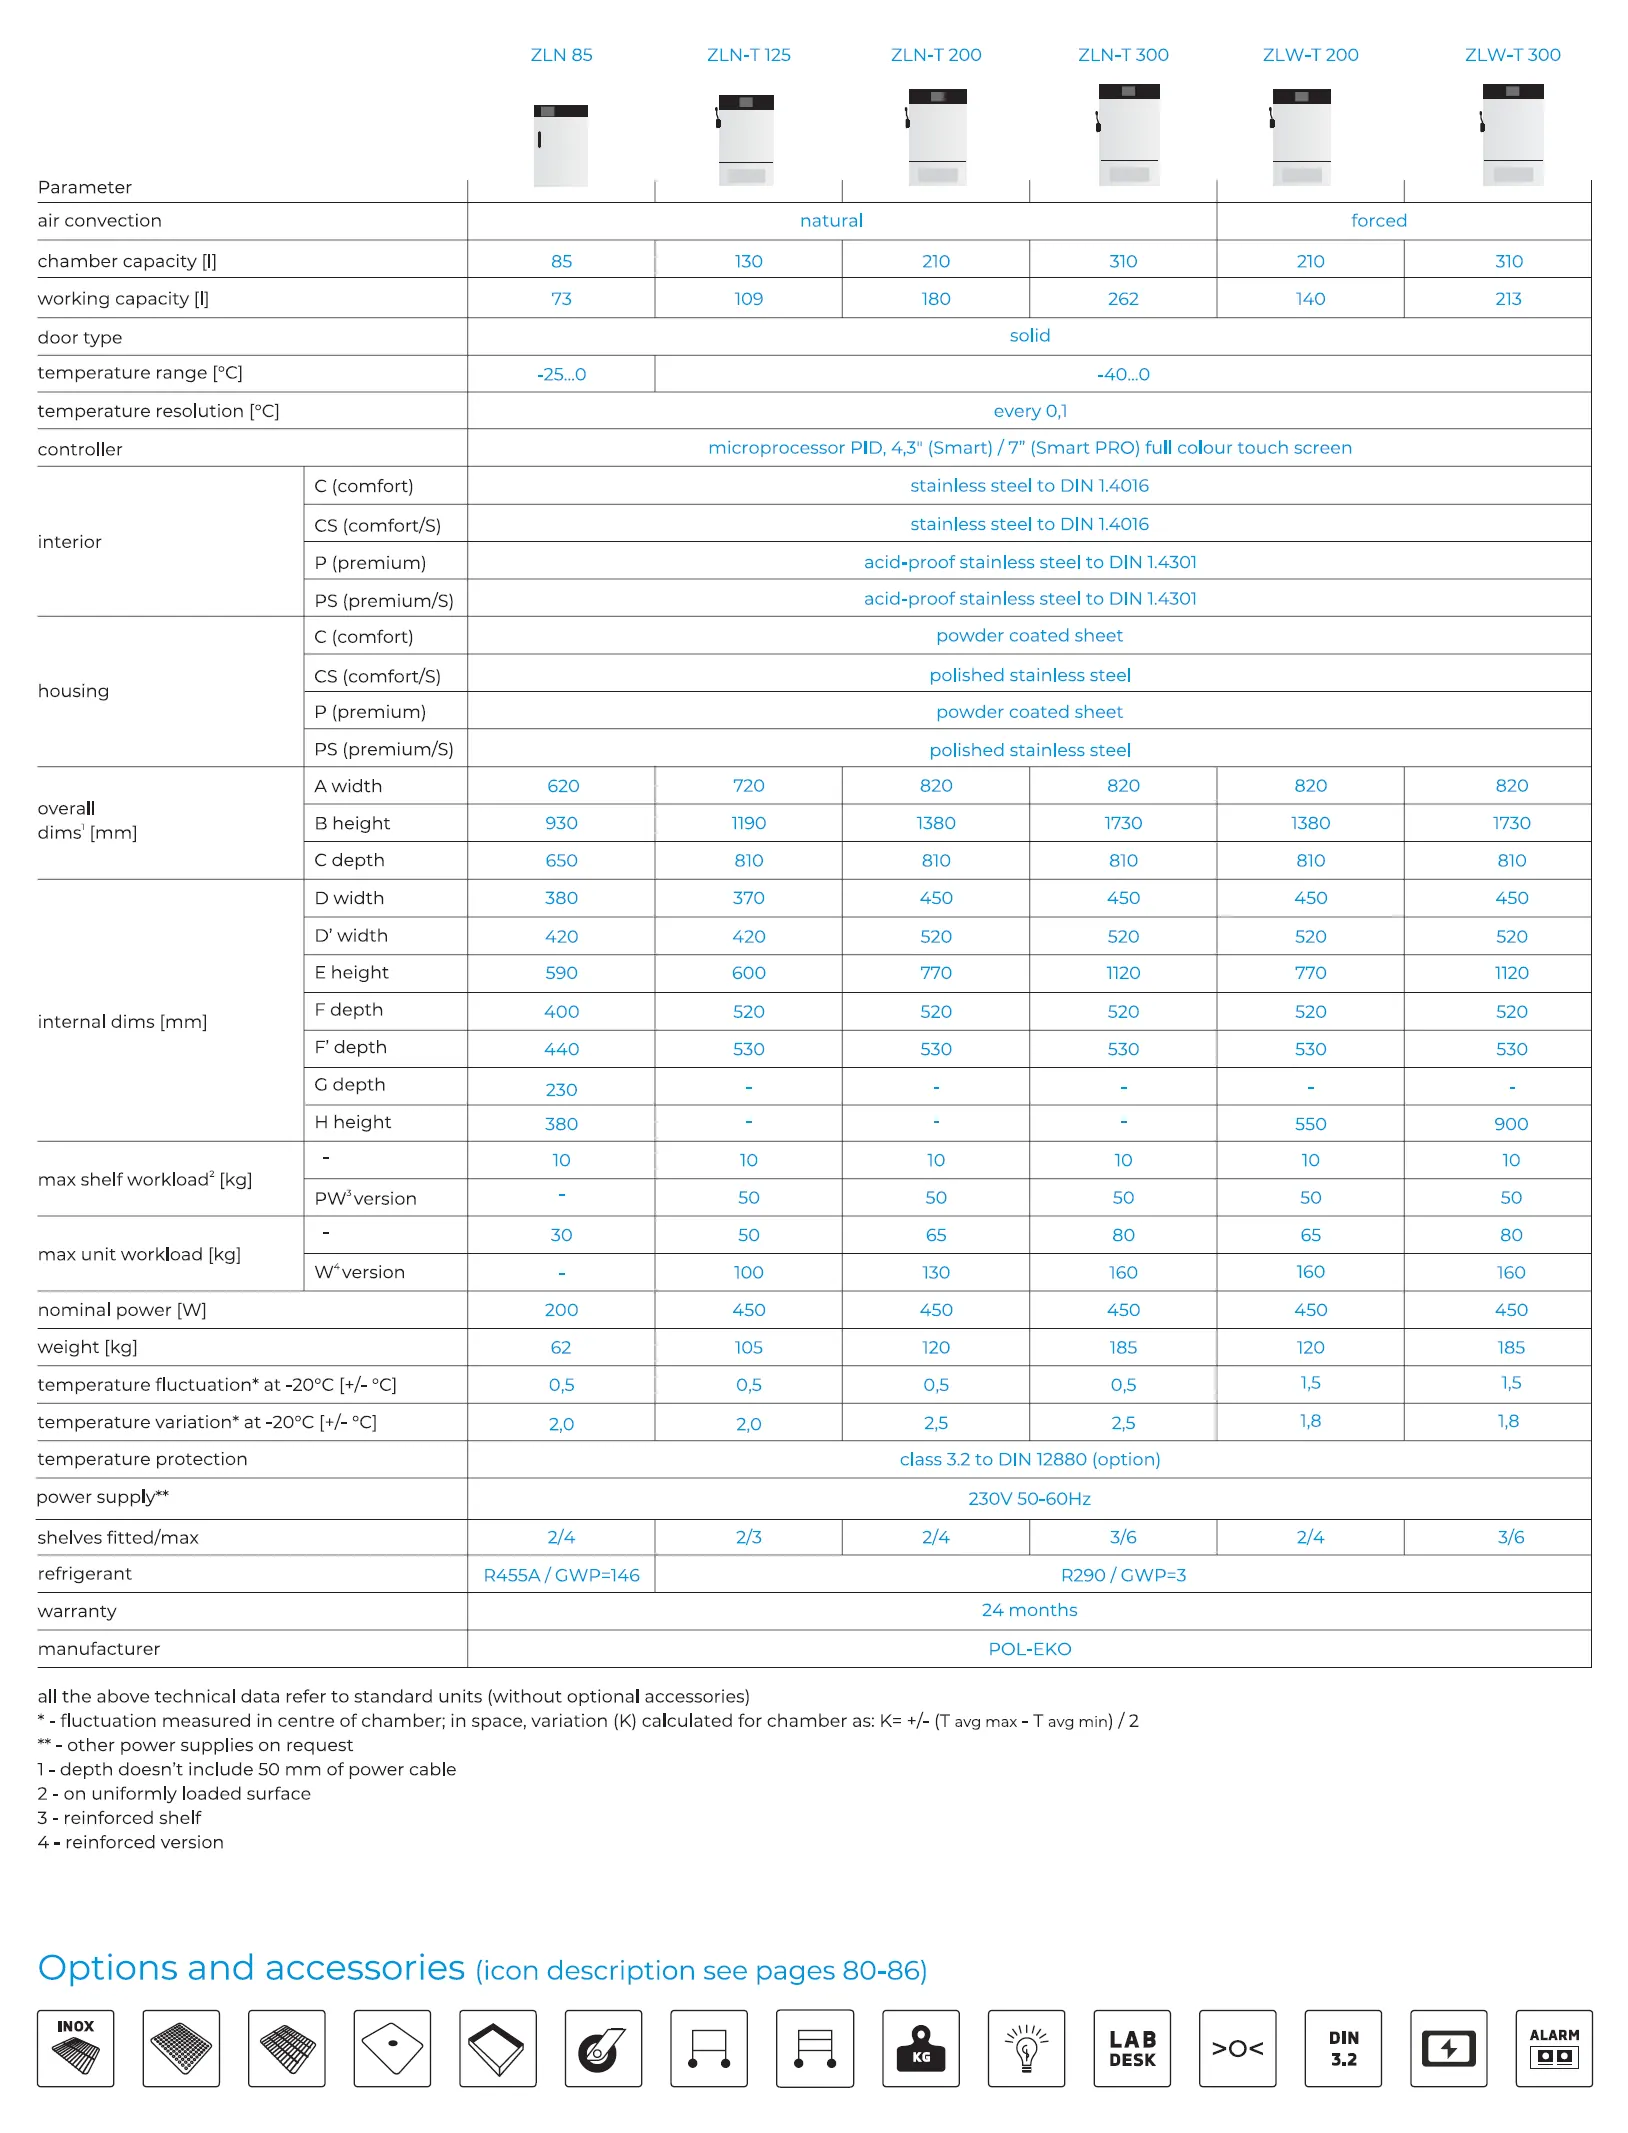 ZLN 85 ZLN-T 125 ZLN-T 200 ZLN-T 300 ZLW-T 200 ZLW-T 300
Parameter
air convection natural forced
chamber capacity [l] 85 130 210 310 210 310
working capacity [l] 73 109 180 262 140 213
door type solid
temperature range [°C] -25...0 -40...0
temperature resolution [°C] every 0,1
controller microprocessor PID, 4,3" (Smart) / 7” (Smart PRO) full colour touch screen
interior
C (comfort) stainless steel to DIN 1.4016
CS (comfort/S) stainless steel to DIN 1.4016
P (premium) acid-proof stainless steel to DIN 1.4301
PS (premium/S) acid-proof stainless steel to DIN 1.4301
housing
C (comfort) powder coated sheet
CS (comfort/S) polished stainless steel
P (premium) powder coated sheet
PS (premium/S) polished stainless steel
overall
dims¹ [mm]
A width 620 720 820 820 820 820
B height 930 1190 1380 1730 1380 1730
C depth 650 810 810 810 810 810
internal dims [mm]
D width 380 370 450 450 450 450
D’ width 420 420 520 520 520 520
E height 590 600 770 1120 770 1120
F depth 400 520 520 520 520 520
F’ depth 440 530 530 530 530 530
G depth 230 - - - - -
H height 380 - - - 550 900
max shelf workload² [kg]
- 10 10 10 10 10 10
PW³ version - 50 50 50 50 50
max unit workload [kg]
- 30 50 65 80 65 80
W⁴ version - 100 130 160 160 160
nominal power [W] 200 450 450 450 450 450
weight [kg] 62 105 120 185 120 185
temperature fluctuation* at -20°C [+/- °C] 0,5 0,5 0,5 0,5 1,5 1,5
temperature variation* at -20°C [+/- °C] 2,0 2,0 2,5 2,5 1,8 1,8
temperature protection class 3.2 to DIN 12880 (option)
power supply** 230V 50-60Hz
shelves fitted/max 2/4 2/3 2/4 3/6 2/4 3/6
refrigerant R455A / GWP=146 R290 / GWP=3
warranty 24 months
manufacturer POL-EKO
all the above technical data refer to standard units (without optional accessories)
* - fluctuation measured in centre of chamber; in space, variation (K) calculated for chamber as: K= +/- (T avg max - T avg min) / 2
** - other power supplies on request
1 - depth doesn’t include 50 mm of power cable
2 - on uniformly loaded surface
3 - reinforced shelf
4 - reinforced version
Options and accessories (icon description see pages 80-86)
INOX
KG
LAB
DESK
>O<
DIN
3.2
ALARM